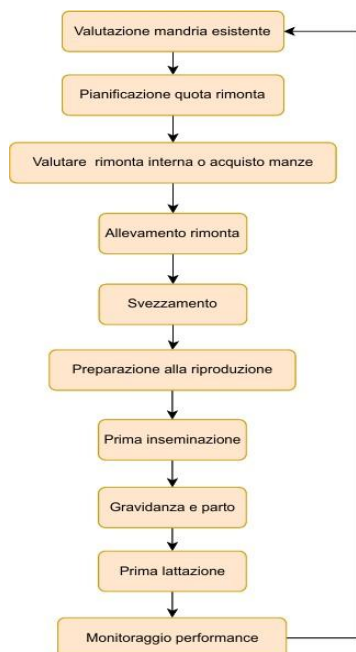 Valutazione mandria esistente
Pianificazione quota rimonta
Valutare rimonta interna o acquisto manze
Allevamento rimonta
Svezzamento
Preparazione alla riproduzione
Prima inseminazione
Gravidanza e parto
Prima lattazione
Monitoraggio performance